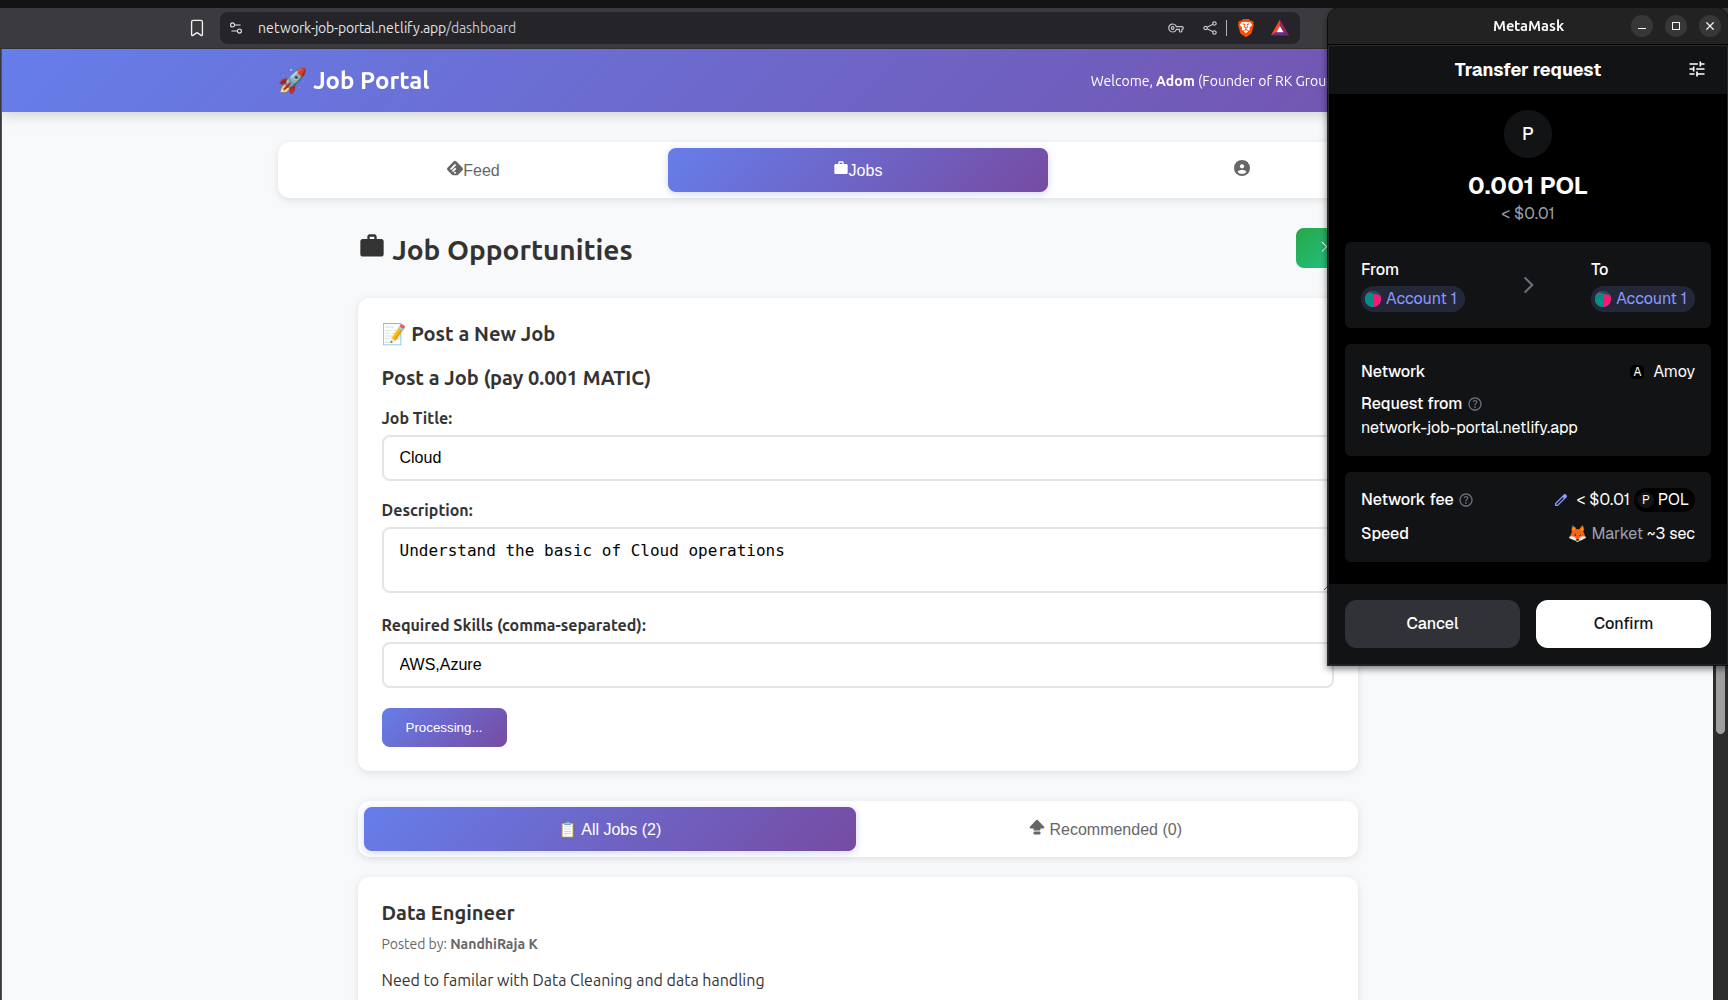 network-job-portal.netlify.app/dashboard
🚀 Job Portal
Welcome, Adom (Founder of RK Grou
Feed
Jobs
Job Opportunities
📝 Post a New Job
Post a Job (pay 0.001 MATIC)
Job Title:
Cloud
Description:
Understand the basic of Cloud operations
Required Skills (comma-separated):
AWS,Azure
Processing...
📋 All Jobs (2)
Recommended (0)
Data Engineer
Posted by: NandhiRaja K
Need to familar with Data Cleaning and data handling
MetaMask
Transfer request
P
0.001 POL
< $0.01
From
To
Account 1
Account 1
Network
A Amoy
Request from
network-job-portal.netlify.app
Network fee
< $0.01 P POL
Speed
🦊 Market ~3 sec
Cancel
Confirm